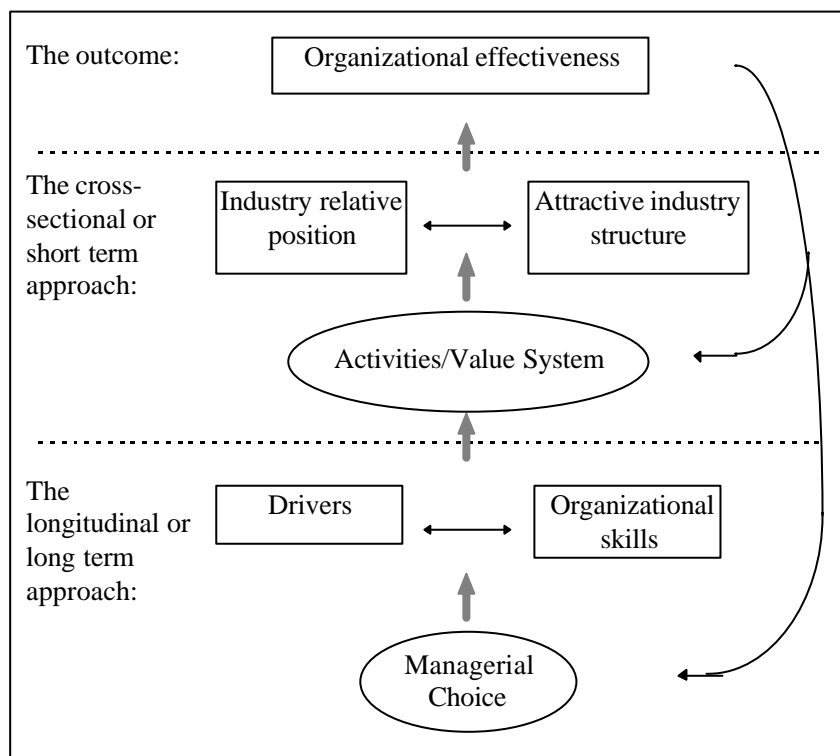 The outcome:
Organizational effectiveness
The cross-
sectional or
short term
approach:
Industry relative
position
Attractive industry
structure
Activities/Value System
The
longitudinal or
long term
approach:
Drivers
Organizational
skills
Managerial
Choice